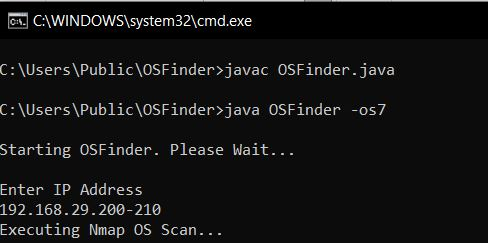 C:\WINDOWS\system32\cmd.exe
C:\Users\Public\OSFinder>javac OSFinder.java
C:\Users\Public\OSFinder>java OSFinder -os7
Starting OSFinder. Please Wait...
Enter IP Address
192.168.29.200-210
Executing Nmap OS Scan...